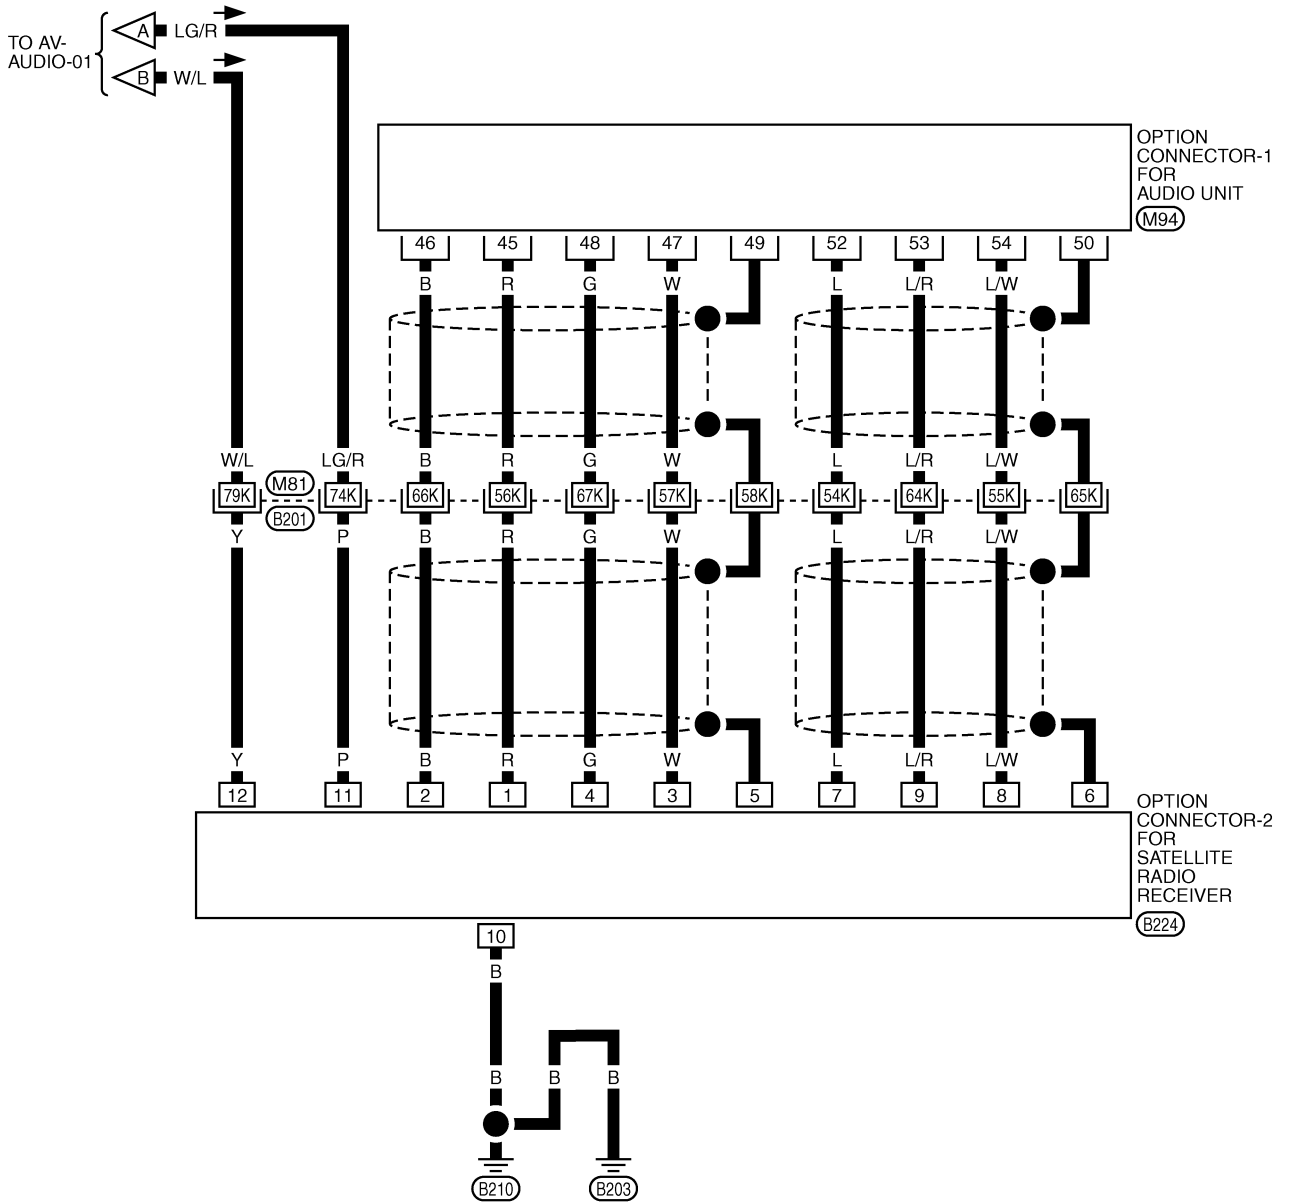 A LG/R
TO AV-
AUDIO-01
B W/L
OPTION
CONNECTOR-1
FOR
AUDIO UNIT
M94
46 45 48 47 49 52 53 54 50
B R G W L L/R L/W
W/L LG/R B R G W L L/R L/W
M81
79K 74K 66K 56K 67K 57K 58K 54K 64K 55K 65K
B201
Y P B R G W L L/R L/W
Y P B R G W L L/R L/W
12 11 2 1 4 3 5 7 9 8 6
OPTION
CONNECTOR-2
FOR
SATELLITE
RADIO
RECEIVER
B224
10
B
B B B
B210 B203